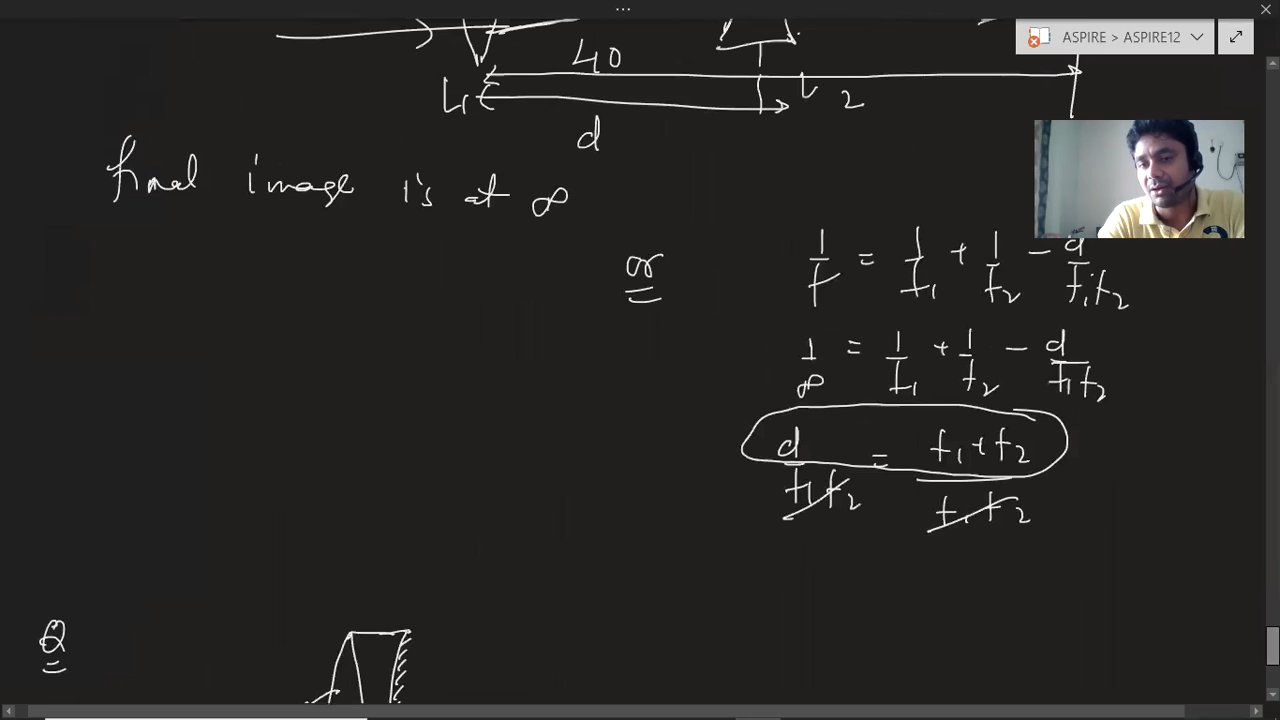 ASPIRE > ASPIRE12
40
L1
L2
d
final image is at ∞
or
1/f = 1/f1 + 1/f2 - d/f1f2
1/∞ = 1/f1 + 1/f2 - d/f1f2
d/f1f2 = f1+f2/f1f2
Q